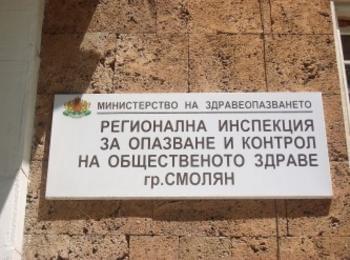 МИНИСТЕРСТВО НА ЗДРАВЕОПАЗВАНЕТО
РЕГИОНАЛНА ИНСПЕКЦИЯ
ЗА ОПАЗВАНЕ И КОНТРОЛ
НА ОБЩЕСТВЕНОТО ЗДРАВЕ
гр.СМОЛЯН